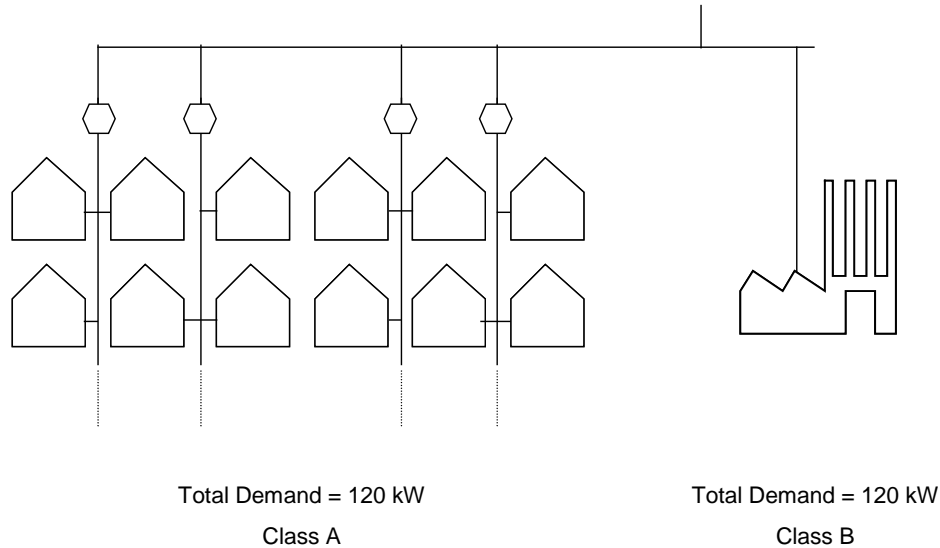 Total Demand = 120 kW
Class A
Total Demand = 120 kW
Class B